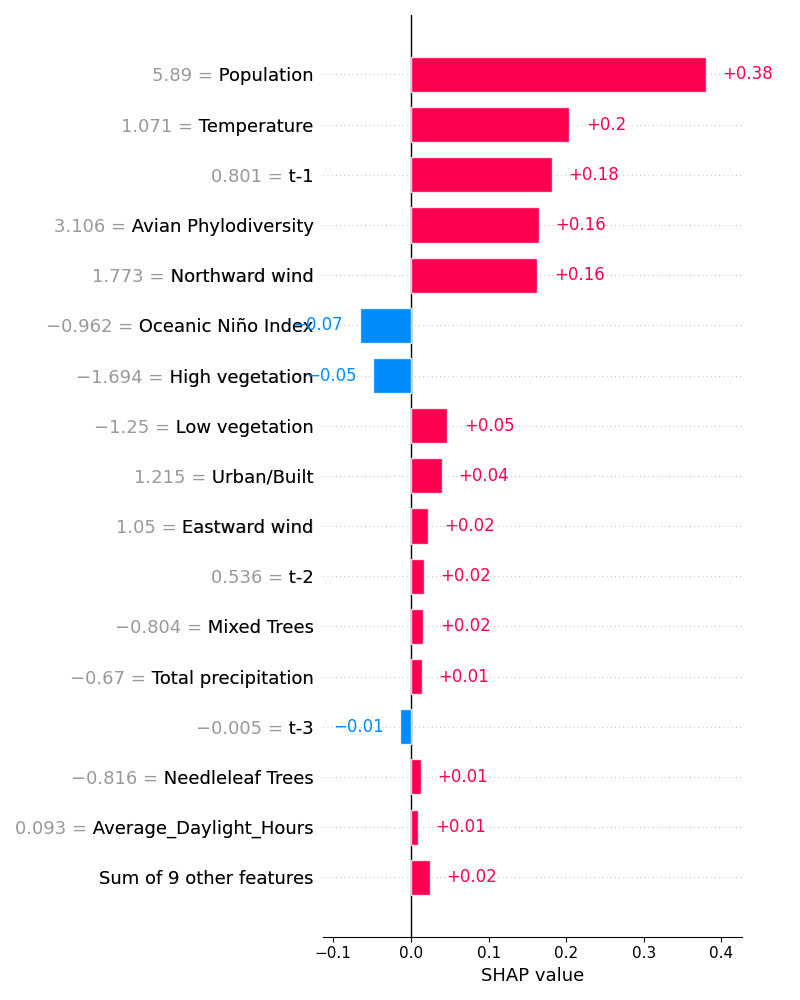 5.89 = Population +0.38
1.071 = Temperature +0.2
0.801 = t-1 +0.18
3.106 = Avian Phylodiversity +0.16
1.773 = Northward wind +0.16
−0.962 = Oceanic Niño Index −0.07
−1.694 = High vegetation −0.05
−1.25 = Low vegetation +0.05
1.215 = Urban/Built +0.04
1.05 = Eastward wind +0.02
0.536 = t-2 +0.02
−0.804 = Mixed Trees +0.02
−0.67 = Total precipitation +0.01
−0.005 = t-3 −0.01
−0.816 = Needleleaf Trees +0.01
0.093 = Average_Daylight_Hours +0.01
Sum of 9 other features +0.02
−0.1 0.0 0.1 0.2 0.3 0.4
SHAP value